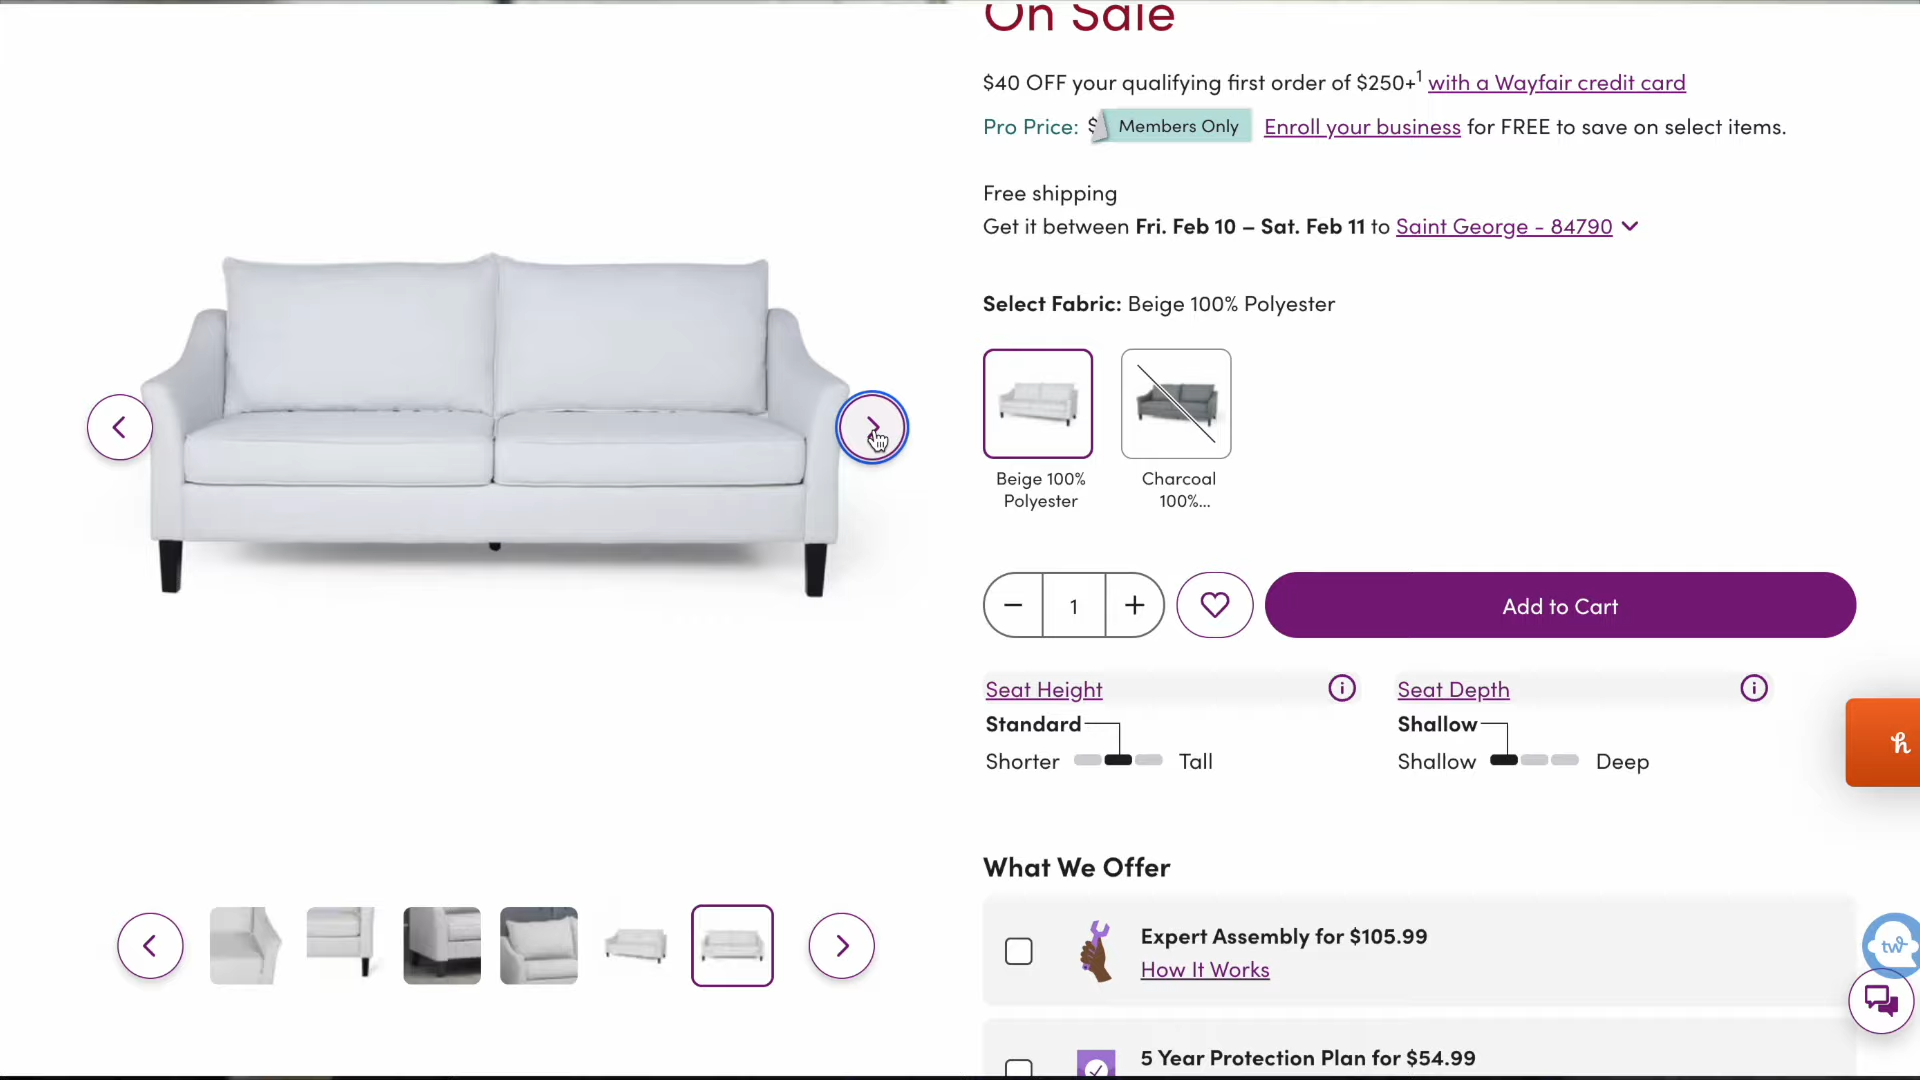 On Sale
$40 OFF your qualifying first order of $250+1 with a Wayfair credit card
Pro Price: $ Members Only Enroll your business for FREE to save on select items.
Free shipping
Get it between Fri. Feb 10 – Sat. Feb 11 to Saint George - 84790
Select Fabric: Beige 100% Polyester
Beige 100%
Polyester
Charcoal
100%...
1
Add to Cart
Seat Height
Standard
Shorter Tall
Seat Depth
Shallow
Shallow Deep
What We Offer
Expert Assembly for $105.99
How It Works
tw
5 Year Protection Plan for $54.99